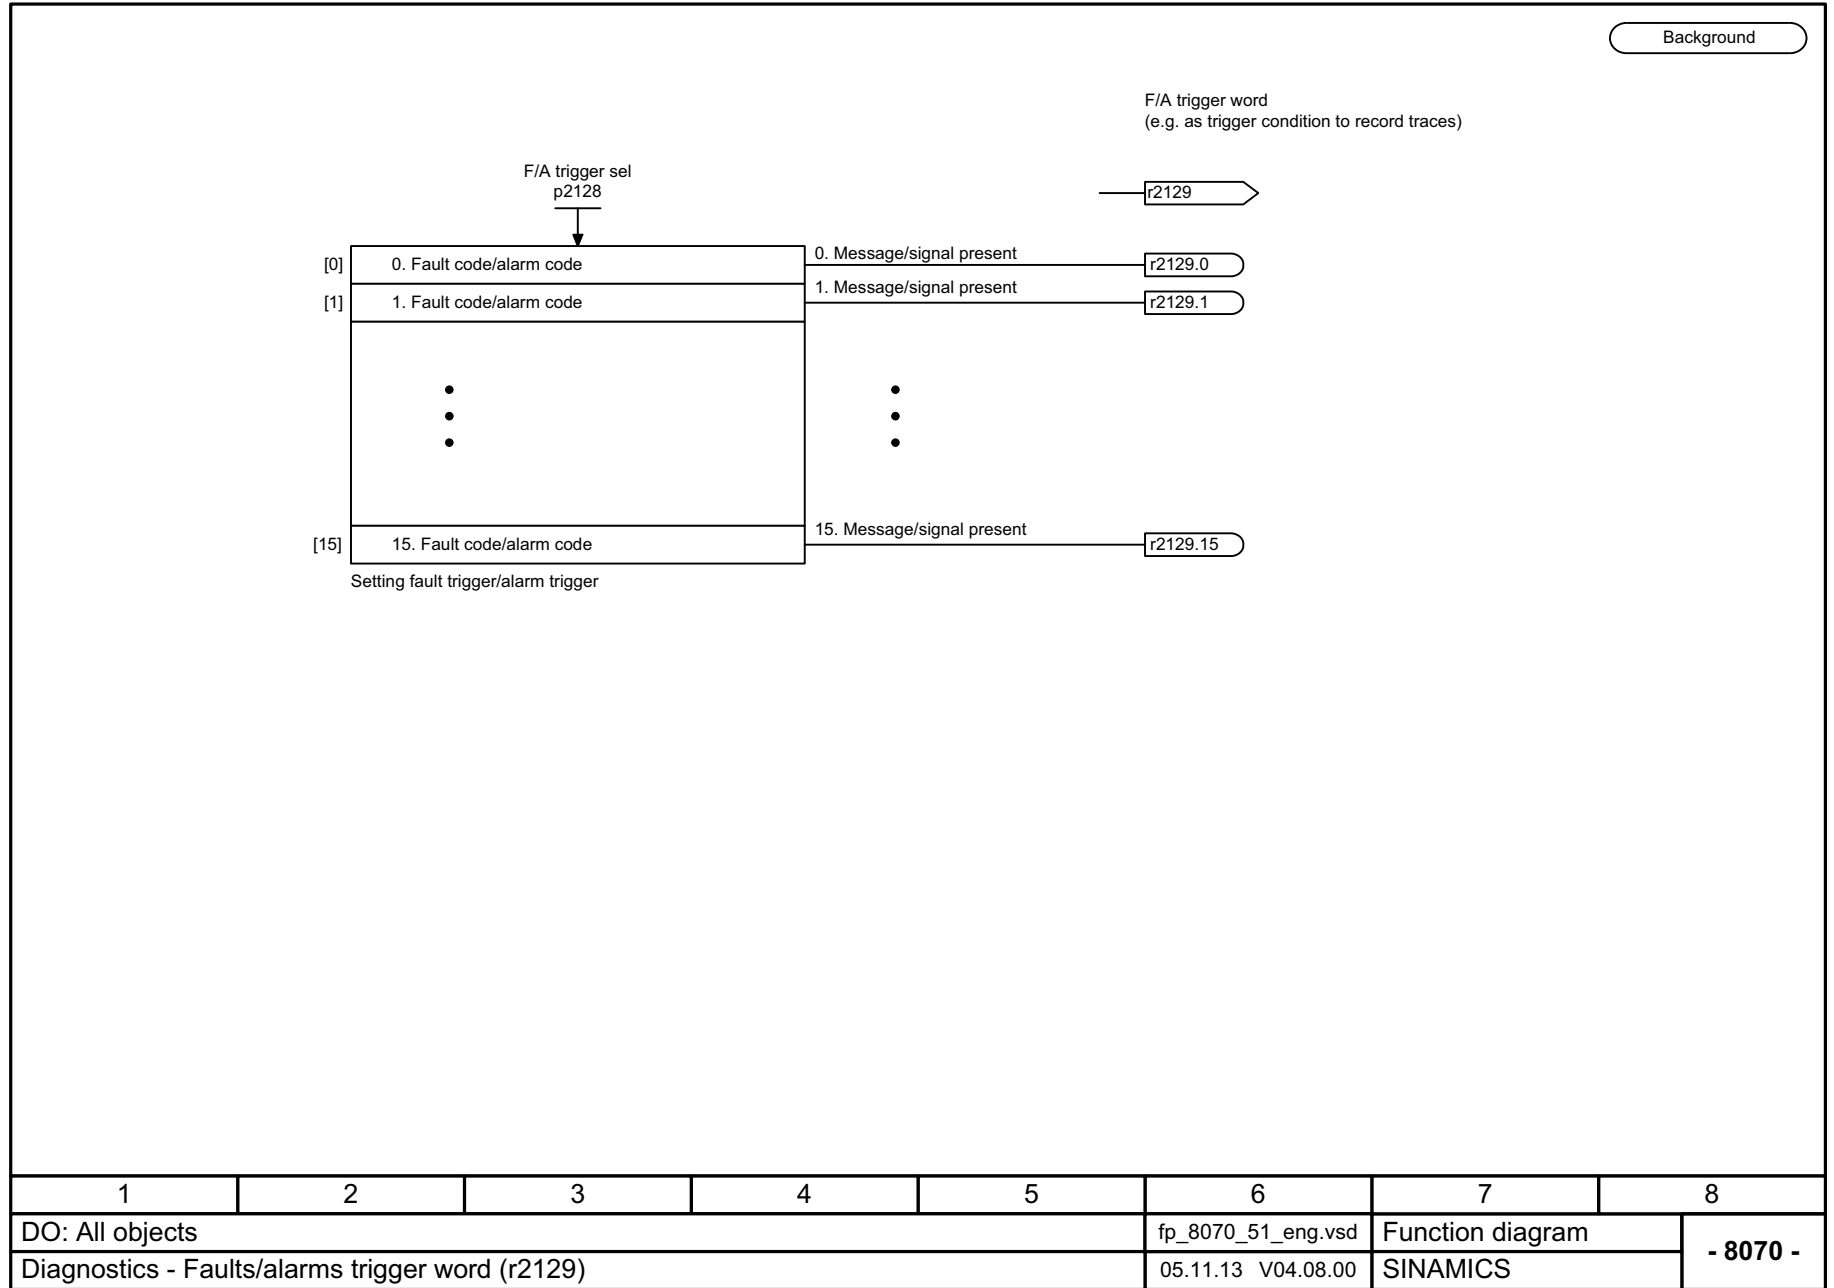 Background
F/A trigger word
(e.g. as trigger condition to record traces)
F/A trigger sel
p2128
r2129
[0] 0. Fault code/alarm code 0. Message/signal present r2129.0
[1] 1. Fault code/alarm code 1. Message/signal present r2129.1
[15] 15. Fault code/alarm code 15. Message/signal present r2129.15
Setting fault trigger/alarm trigger
1 2 3 4 5 6 7 8
DO: All objects fp_8070_51_eng.vsd Function diagram - 8070 -
Diagnostics - Faults/alarms trigger word (r2129) 05.11.13 V04.08.00 SINAMICS